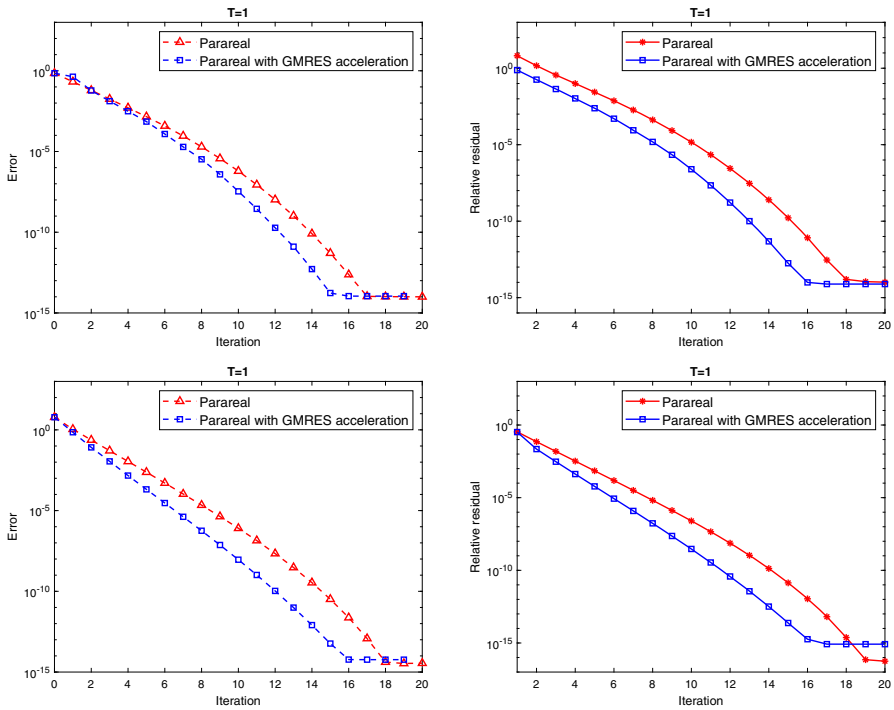 T=1
Parareal
Parareal with GMRES acceleration
Error
10^0
10^-5
10^-10
10^-15
0 2 4 6 8 10 12 14 16 18 20
Iteration
T=1
Parareal
Parareal with GMRES acceleration
Relative residual
10^0
10^-5
10^-10
10^-15
2 4 6 8 10 12 14 16 18 20
Iteration
T=1
Parareal
Parareal with GMRES acceleration
Error
10^0
10^-5
10^-10
10^-15
0 2 4 6 8 10 12 14 16 18 20
Iteration
T=1
Parareal
Parareal with GMRES acceleration
Relative residual
10^0
10^-5
10^-10
10^-15
2 4 6 8 10 12 14 16 18 20
Iteration